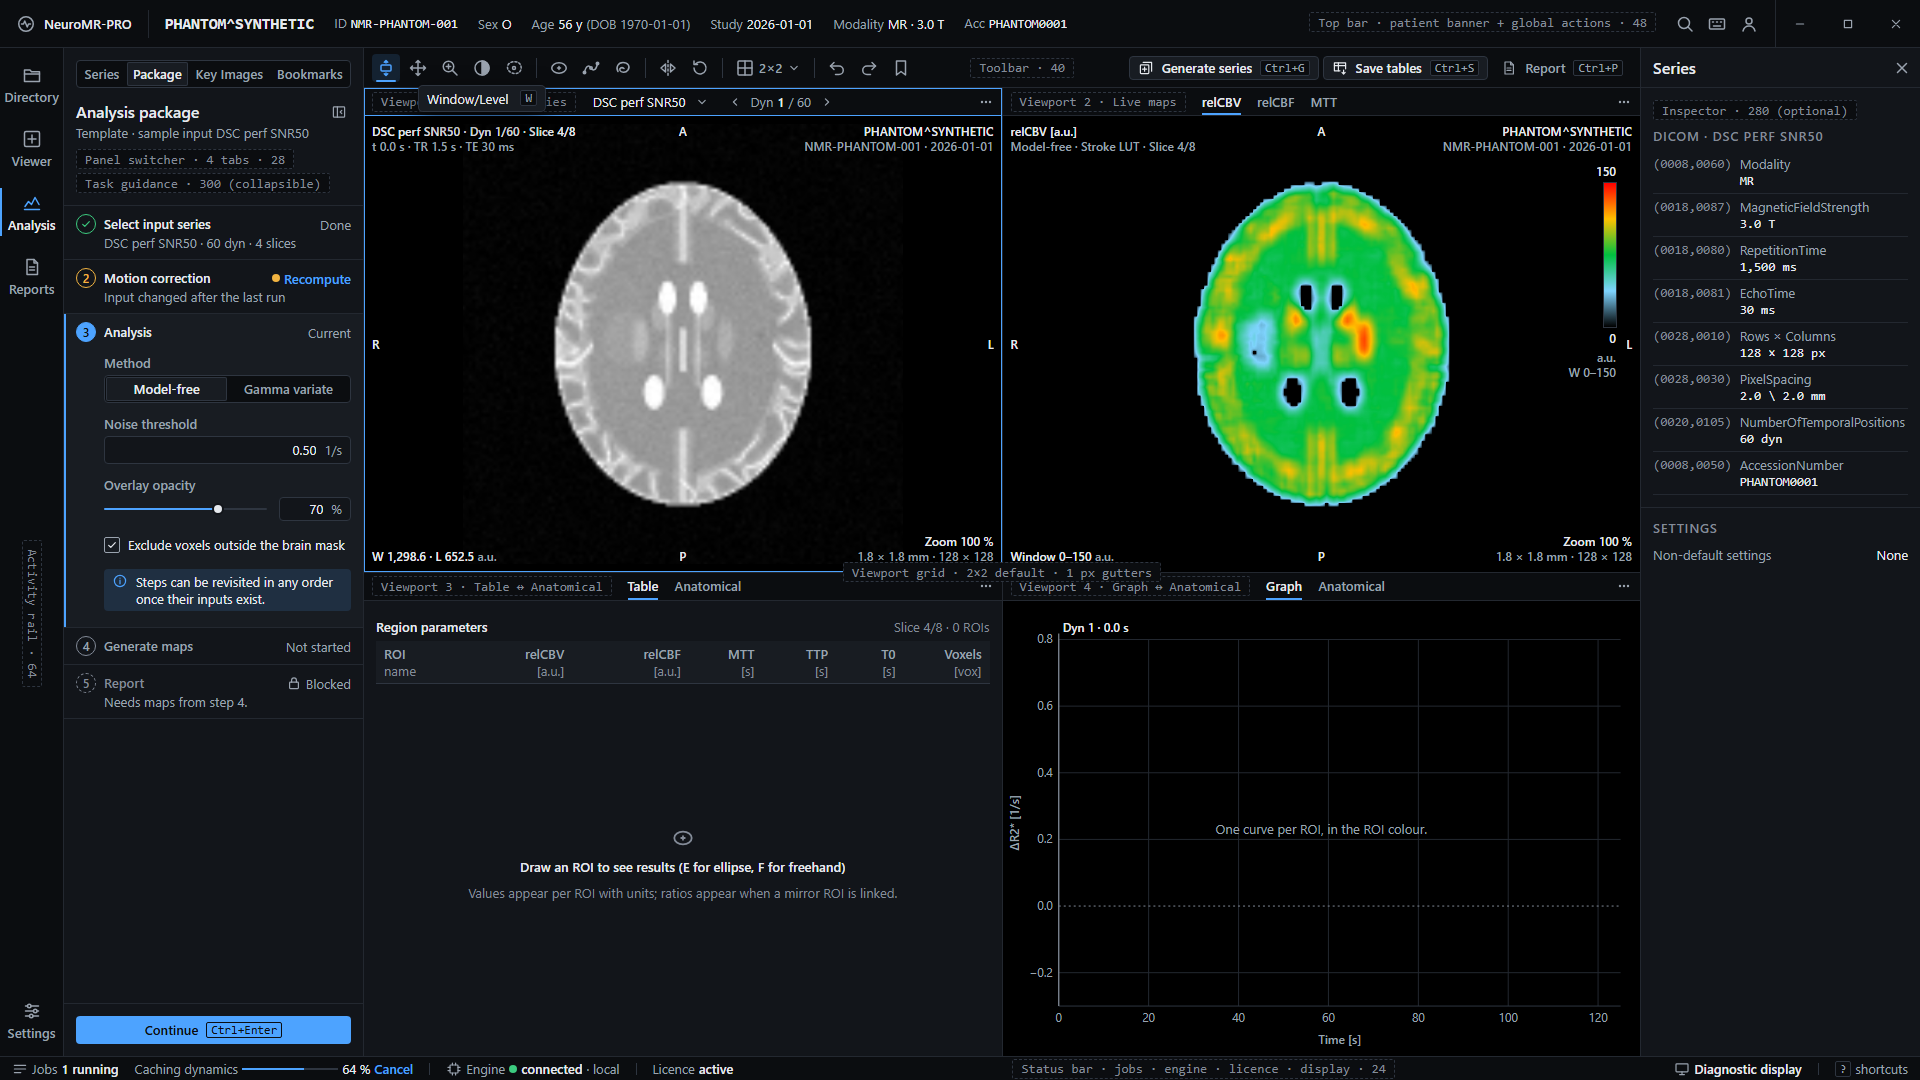 NeuroMR-PRO
PHANTOM^SYNTHETIC
ID NMR-PHANTOM-001
Sex O
Age 56 y (DOB 1970-01-01)
Study 2026-01-01
Modality MR · 3.0 T
Acc PHANTOM0001
Top bar · patient banner + global actions · 48
Directory
Viewer
Analysis
Reports
Activity rail · 64
Settings
Series
Package
Key Images
Bookmarks
Analysis package
Template · sample input DSC perf SNR50
Panel switcher · 4 tabs · 28
Task guidance · 300 (collapsible)
Select input series
Done
DSC perf SNR50 · 60 dyn · 4 slices
2
Motion correction
Recompute
Input changed after the last run
3
Analysis
Current
Method
Model-free
Gamma variate
Noise threshold
0.50 1/s
Overlay opacity
70 %
Exclude voxels outside the brain mask
Steps can be revisited in any order
once their inputs exist.
4
Generate maps
Not started
5
Report
Blocked
Needs maps from step 4.
Continue Ctrl+Enter
2×2
Toolbar · 40
Generate series Ctrl+G
Save tables Ctrl+S
Report Ctrl+P
Window/Level W
DSC perf SNR50
Dyn 1 / 60
DSC perf SNR50 · Dyn 1/60 · Slice 4/8
t 0.0 s · TR 1.5 s · TE 30 ms
A
PHANTOM^SYNTHETIC
NMR-PHANTOM-001 · 2026-01-01
R
L
Zoom 100 %
W 1,298.6 · L 652.5 a.u.
P
1.8 × 1.8 mm · 128 × 128
Viewport 2 · Live maps
relCBV
relCBF
MTT
relCBV [a.u.]
Model-free · Stroke LUT · Slice 4/8
A
PHANTOM^SYNTHETIC
NMR-PHANTOM-001 · 2026-01-01
150
0
a.u.
W 0–150
R
L
Zoom 100 %
Window 0–150 a.u.
P
1.8 × 1.8 mm · 128 × 128
Viewport grid · 2×2 default · 1 px gutters
Viewport 3 · Table ↔ Anatomical
Table
Anatomical
Region parameters
Slice 4/8 · 0 ROIs
ROI relCBV relCBF MTT TTP T0 Voxels
name [a.u.] [a.u.] [s] [s] [s] [vox]
Draw an ROI to see results (E for ellipse, F for freehand)
Values appear per ROI with units; ratios appear when a mirror ROI is linked.
Viewport 4 · Graph ↔ Anatomical
Graph
Anatomical
Dyn 1 · 0.0 s
0.8
0.6
0.4
0.2
0.0
−0.2
ΔR2* [1/s]
One curve per ROI, in the ROI colour.
0 20 40 60 80 100 120
Time [s]
Series
Inspector · 280 (optional)
DICOM · DSC PERF SNR50
(0008,0060) Modality
MR
(0018,0087) MagneticFieldStrength
3.0 T
(0018,0080) RepetitionTime
1,500 ms
(0018,0081) EchoTime
30 ms
(0028,0010) Rows × Columns
128 × 128 px
(0028,0030) PixelSpacing
2.0 \ 2.0 mm
(0020,0105) NumberOfTemporalPositions
60 dyn
(0008,0050) AccessionNumber
PHANTOM0001
SETTINGS
Non-default settings None
Jobs 1 running
Caching dynamics 64 % Cancel
Engine connected · local
Licence active
Status bar · jobs · engine · licence · display · 24
Diagnostic display
? shortcuts